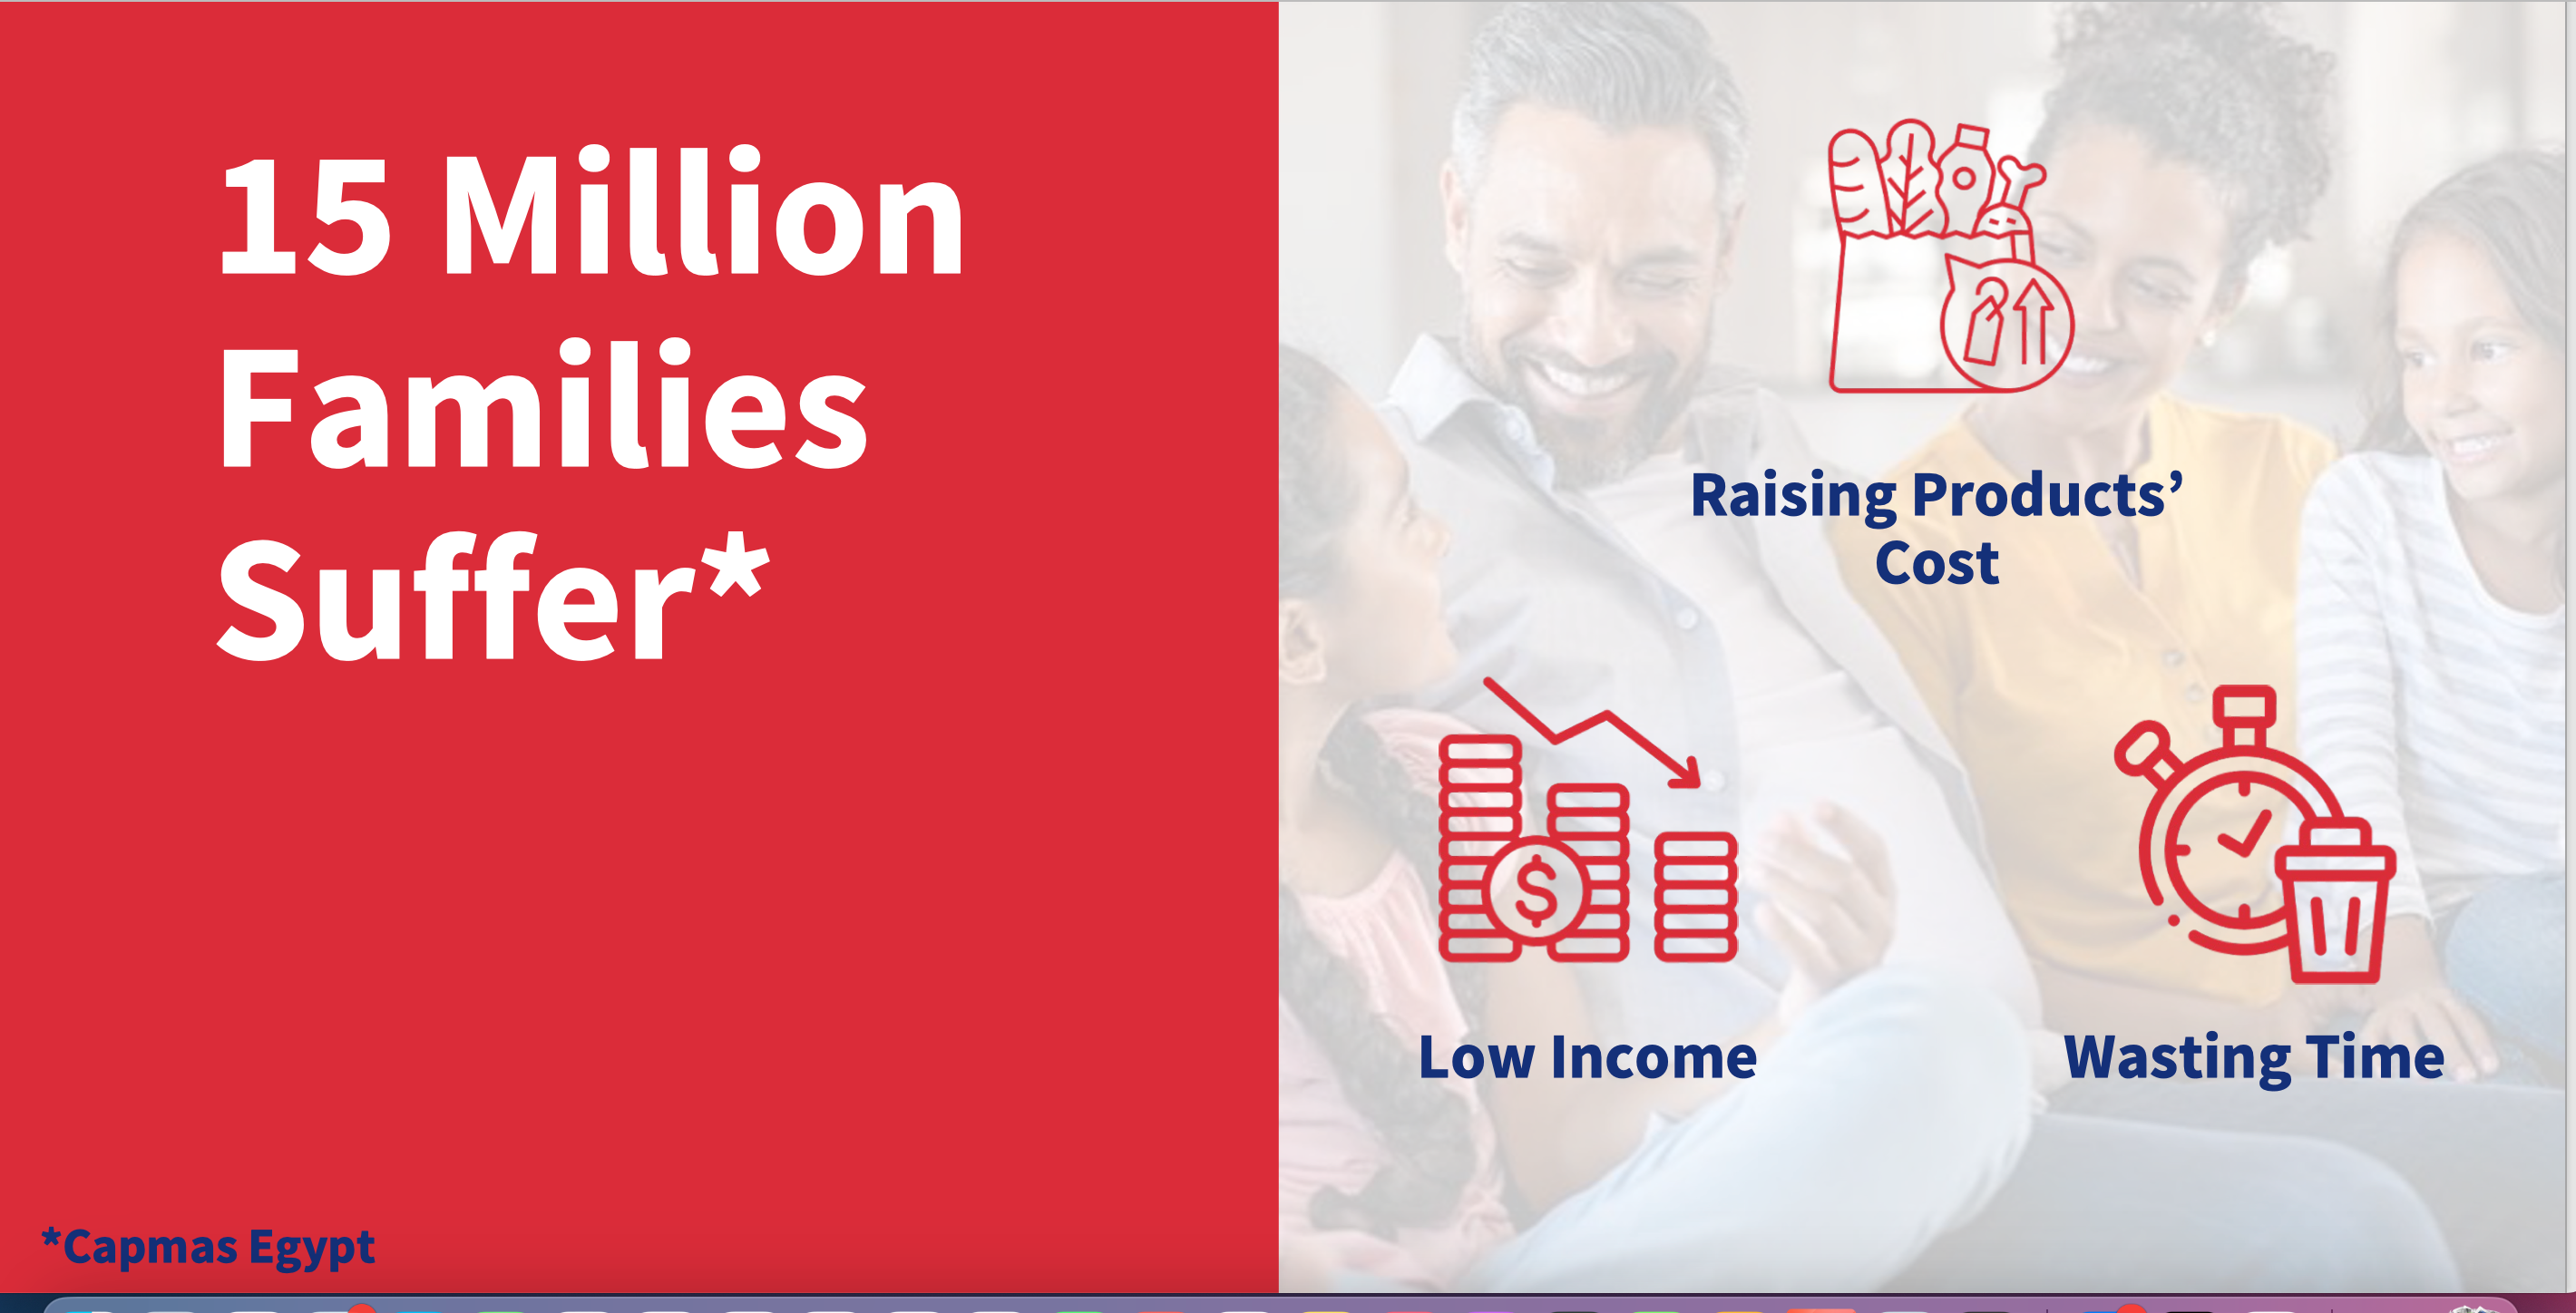 15 Million
Families
Suffer*
*Capmas Egypt
Raising Products’
Cost
Low Income
Wasting Time